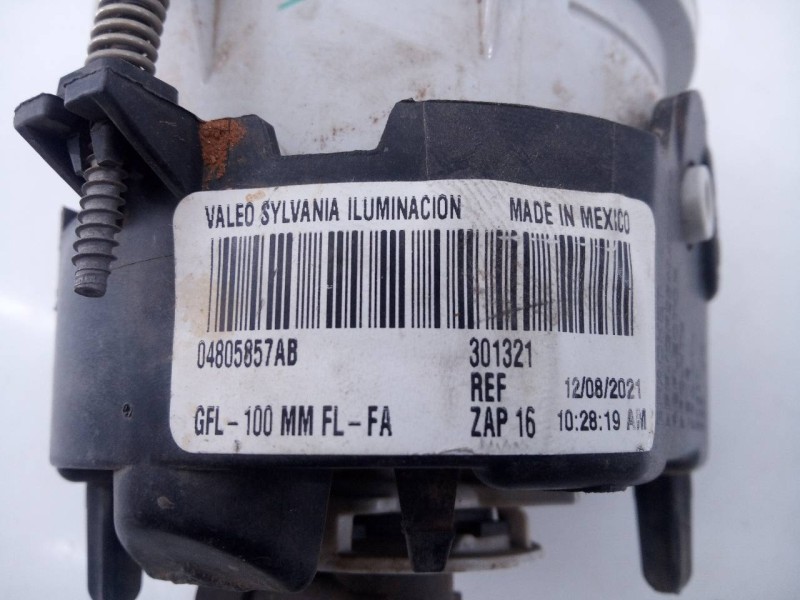 VALEO SYLVANIA ILUMINACION MADE IN MEXICO
04805857AB 301321
REF 12/08/2021
GFL-100 MM FL-FA ZAP 16 10:28:19 AM